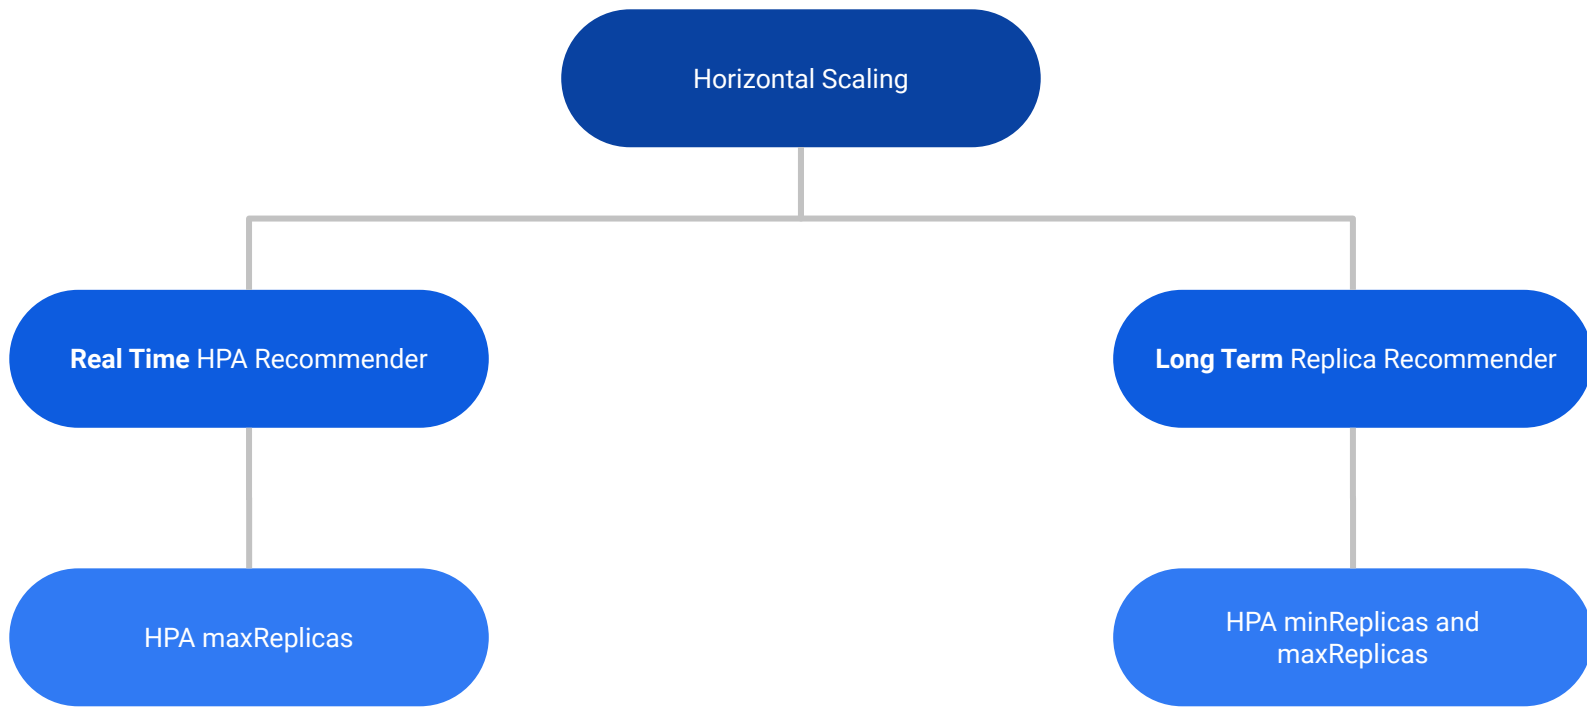 Horizontal Scaling
Real Time HPA Recommender
Long Term Replica Recommender
HPA maxReplicas
HPA minReplicas and
maxReplicas